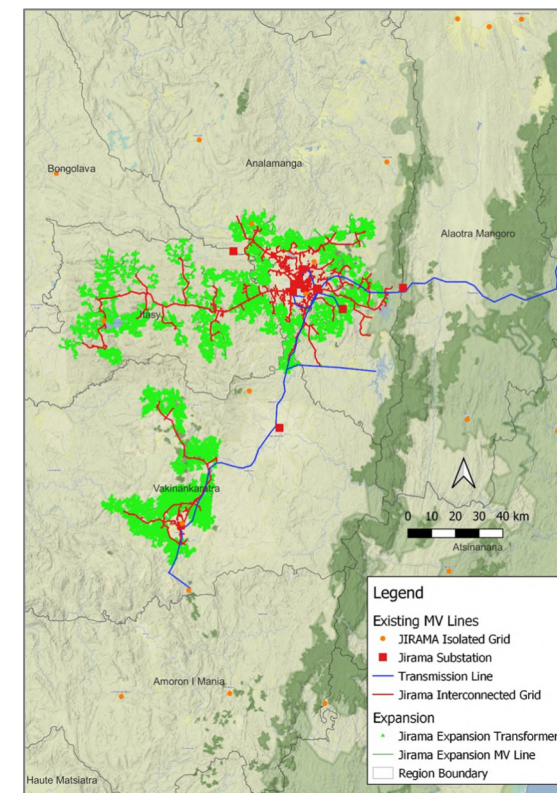 Bongolava
Analamanga
Alaotra Mangoro
Itasy
Vakinankaratra
0 10 20 30 40 km
Atsinanana
Amoron I Mania
Haute Matsiatra
Legend
Existing MV Lines
JIRAMA Isolated Grid
Jirama Substation
Transmission Line
Jirama Interconnected Grid
Expansion
Jirama Expansion Transformer
Jirama Expansion MV Line
Region Boundary